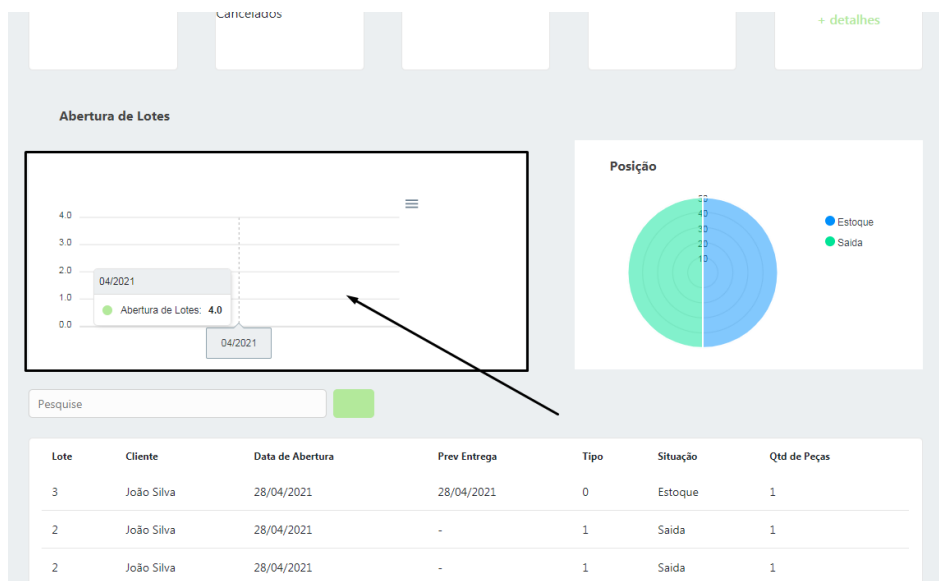 Cancelados
+ detalhes
Abertura de Lotes
4.0
3.0
2.0
1.0
0.0
04/2021
Abertura de Lotes: 4.0
04/2021
Posição
50
40
30
20
10
Estoque
Saida
Pesquise
Lote Cliente Data de Abertura Prev Entrega Tipo Situação Qtd de Peças
3 João Silva 28/04/2021 28/04/2021 0 Estoque 1
2 João Silva 28/04/2021 - 1 Saida 1
2 João Silva 28/04/2021 - 1 Saida 1